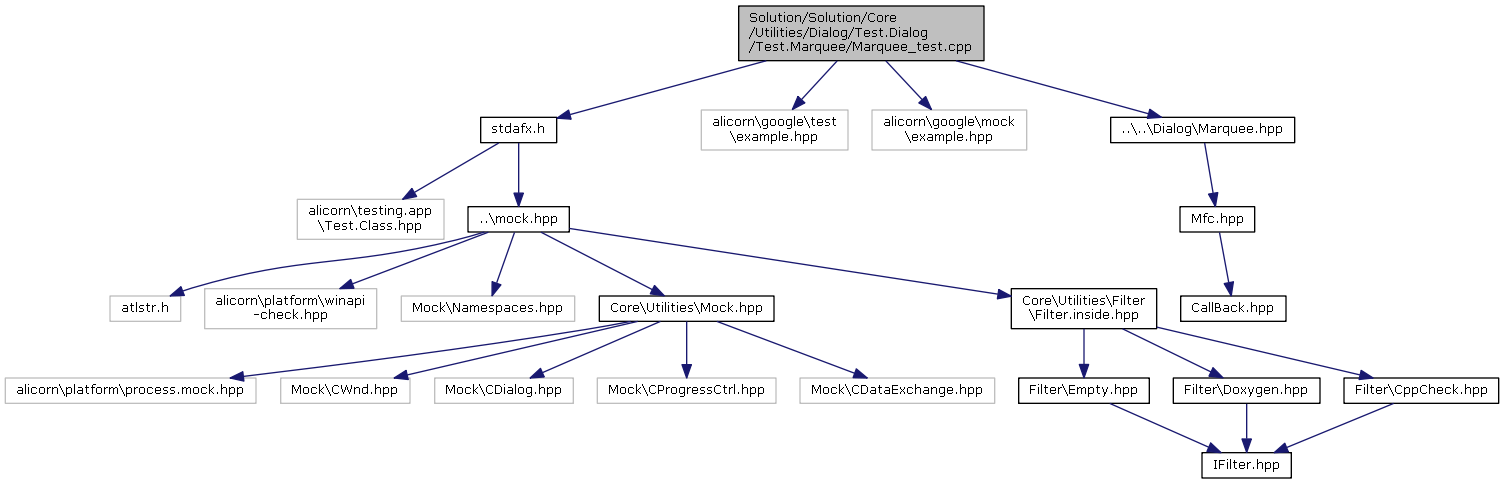 Solution/Solution/Core
/Utilities/Dialog/Test.Dialog
/Test.Marquee/Marquee_test.cpp
stdafx.h
alicorn\google\test
\example.hpp
alicorn\google\mock
\example.hpp
..\..\Dialog\Marquee.hpp
alicorn\testing.app
\Test.Class.hpp
..\mock.hpp
Mfc.hpp
atlstr.h
alicorn\platform\winapi
-check.hpp
Mock\Namespaces.hpp
Core\Utilities\Mock.hpp
Core\Utilities\Filter
\Filter.inside.hpp
CallBack.hpp
alicorn\platform\process.mock.hpp
Mock\CWnd.hpp
Mock\CDialog.hpp
Mock\CProgressCtrl.hpp
Mock\CDataExchange.hpp
Filter\Empty.hpp
Filter\Doxygen.hpp
Filter\CppCheck.hpp
IFilter.hpp